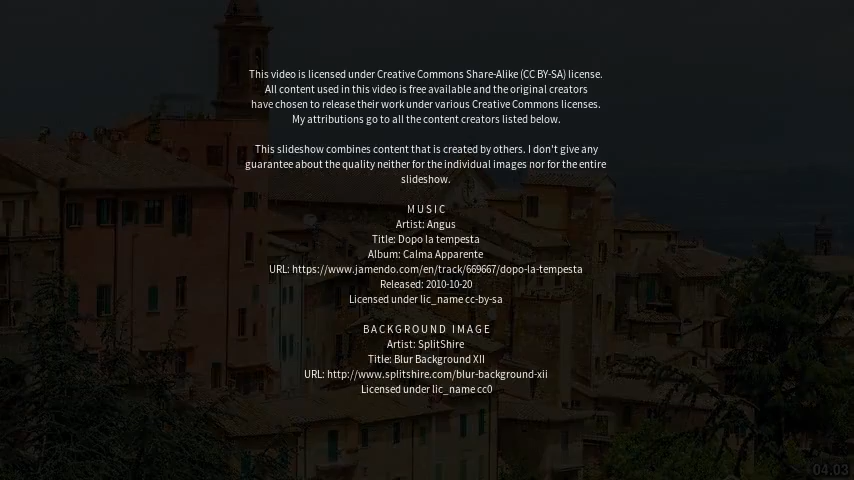 This video is licensed under Creative Commons Share-Alike (CC BY-SA) license.
All content used in this video is free available and the original creators
have chosen to release their work under various Creative Commons licenses.
My attributions go to all the content creators listed below.
This slideshow combines content that is created by others. I don't give any
guarantee about the quality neither for the individual images nor for the entire
slideshow.
MUSIC
Artist: Angus
Title: Dopo la tempesta
Album: Calma Apparente
URL: https://www.jamendo.com/en/track/669667/dopo-la-tempesta
Released: 2010-10-20
Licensed under lic_name cc-by-sa
BACKGROUND IMAGE
Artist: SplitShire
Title: Blur Background XII
URL: http://www.splitshire.com/blur-background-xii
Licensed under lic_name cc0
04.03